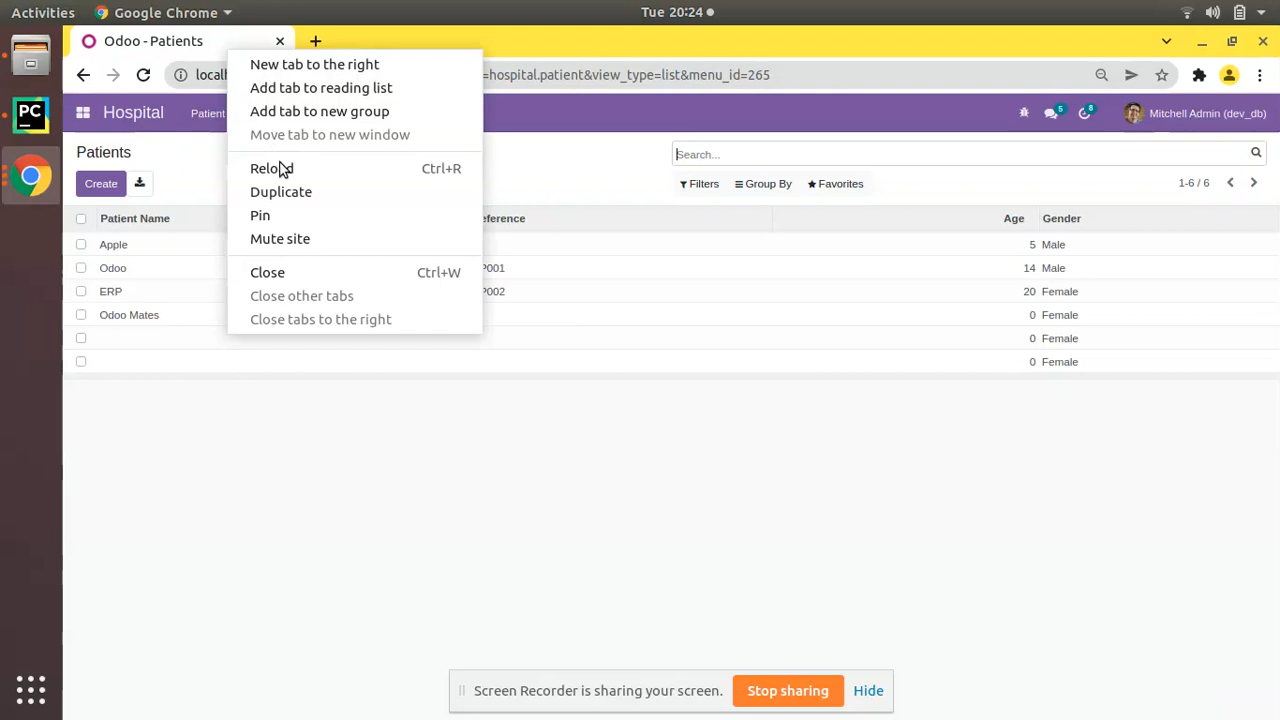 Activities Google Chrome Tue 20:24
Odoo - Patients
localh =hospital.patient&view_type=list&menu_id=265
Hospital Patient 5 8 Mitchell Admin (dev_db)
New tab to the right
Add tab to reading list
Add tab to new group
Move tab to new window
Reload Ctrl+R
Duplicate
Pin
Mute site
Close Ctrl+W
Close other tabs
Close tabs to the right
Patients Search...
Create Filters Group By Favorites 1-6 / 6
Patient Name eference Age Gender
Apple 5 Male
Odoo P001 14 Male
ERP P002 20 Female
Odoo Mates 0 Female
0 Female
0 Female
PC
Screen Recorder is sharing your screen. Stop sharing Hide